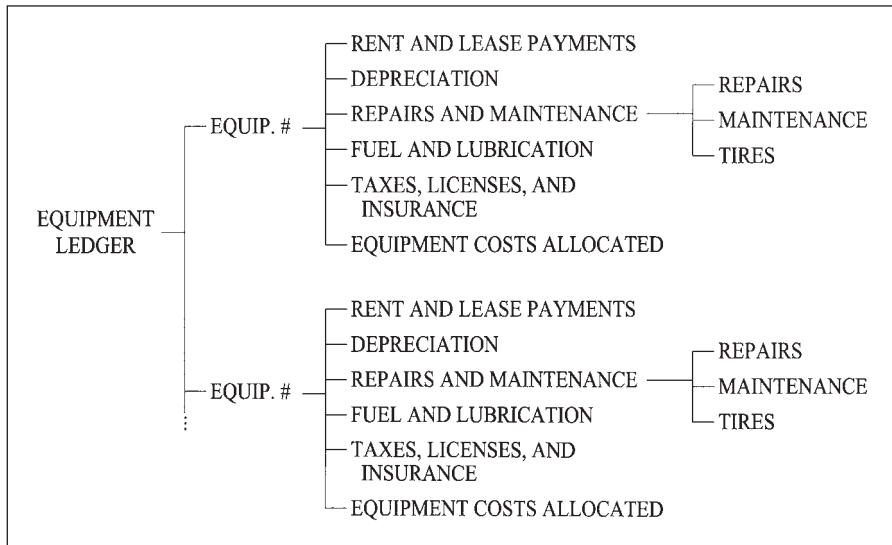 EQUIPMENT
LEDGER
EQUIP. #
RENT AND LEASE PAYMENTS
DEPRECIATION
REPAIRS AND MAINTENANCE
REPAIRS
MAINTENANCE
TIRES
FUEL AND LUBRICATION
TAXES, LICENSES, AND
INSURANCE
EQUIPMENT COSTS ALLOCATED
EQUIP. #
RENT AND LEASE PAYMENTS
DEPRECIATION
REPAIRS AND MAINTENANCE
REPAIRS
MAINTENANCE
TIRES
FUEL AND LUBRICATION
TAXES, LICENSES, AND
INSURANCE
EQUIPMENT COSTS ALLOCATED